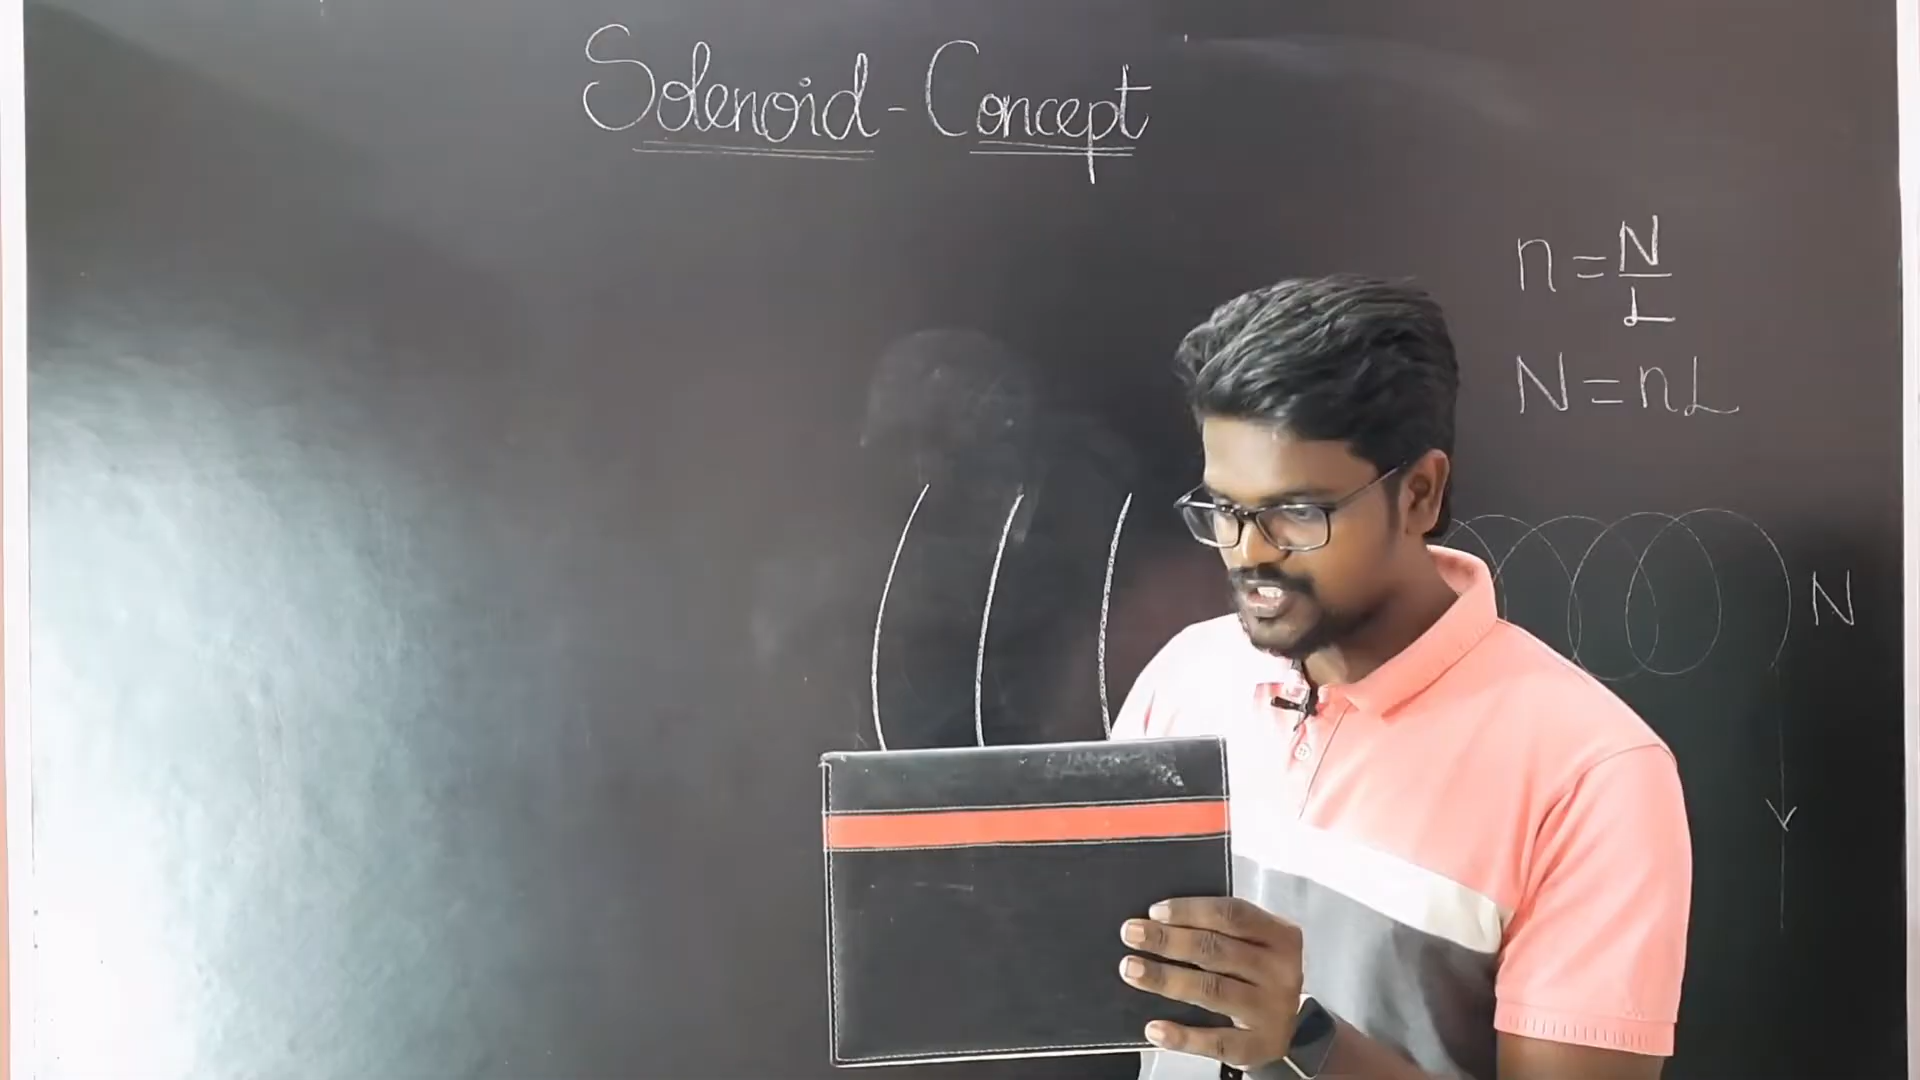 Solenoid - Concept
n = N/L
N = nL
N